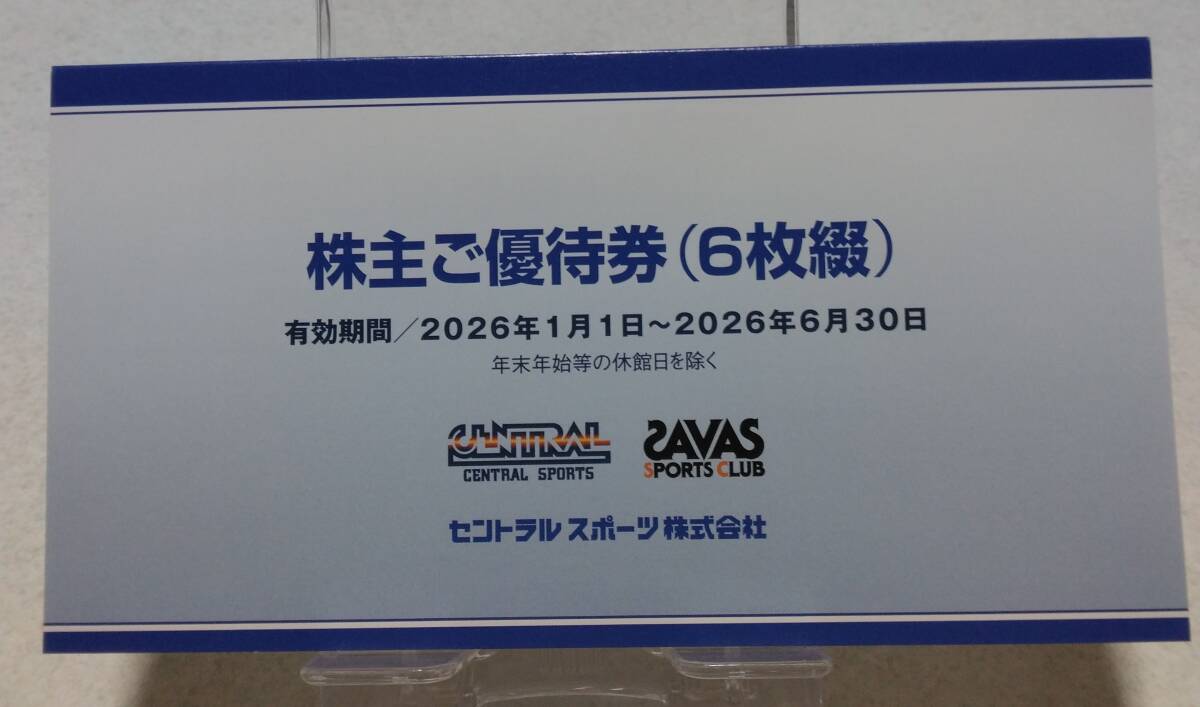 株主ご優待券(6枚綴)
有効期間/2026年1月1日～2026年6月30日
年末年始等の休館日を除く
CENTRAL
CENTRAL SPORTS
SAVAS
SPORTS CLUB
セントラルスポーツ株式会社